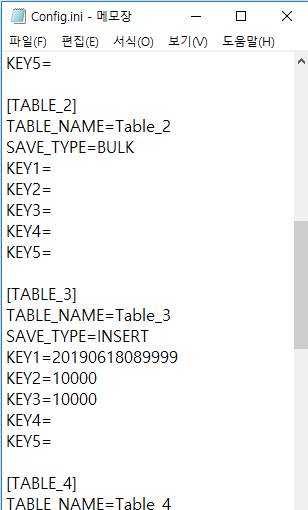 Config.ini - 메모장
파일(F) 편집(E) 서식(O) 보기(V) 도움말(H)
KEY5=
[TABLE_2]
TABLE_NAME=Table_2
SAVE_TYPE=BULK
KEY1=
KEY2=
KEY3=
KEY4=
KEY5=
[TABLE_3]
TABLE_NAME=Table_3
SAVE_TYPE=INSERT
KEY1=20190618089999
KEY2=10000
KEY3=10000
KEY4=
KEY5=
[TABLE_4]
TABLE_NAME=Table_4